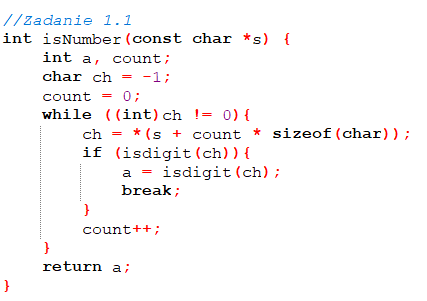 //Zadanie 1.1
int isNumber(const char *s) {
    int a, count;
    char ch = -1;
    count = 0;
    while ((int)ch != 0){
        ch = *(s + count * sizeof(char));
        if (isdigit(ch)){
            a = isdigit(ch);
            break;
        }
        count++;
    }
    return a;
}